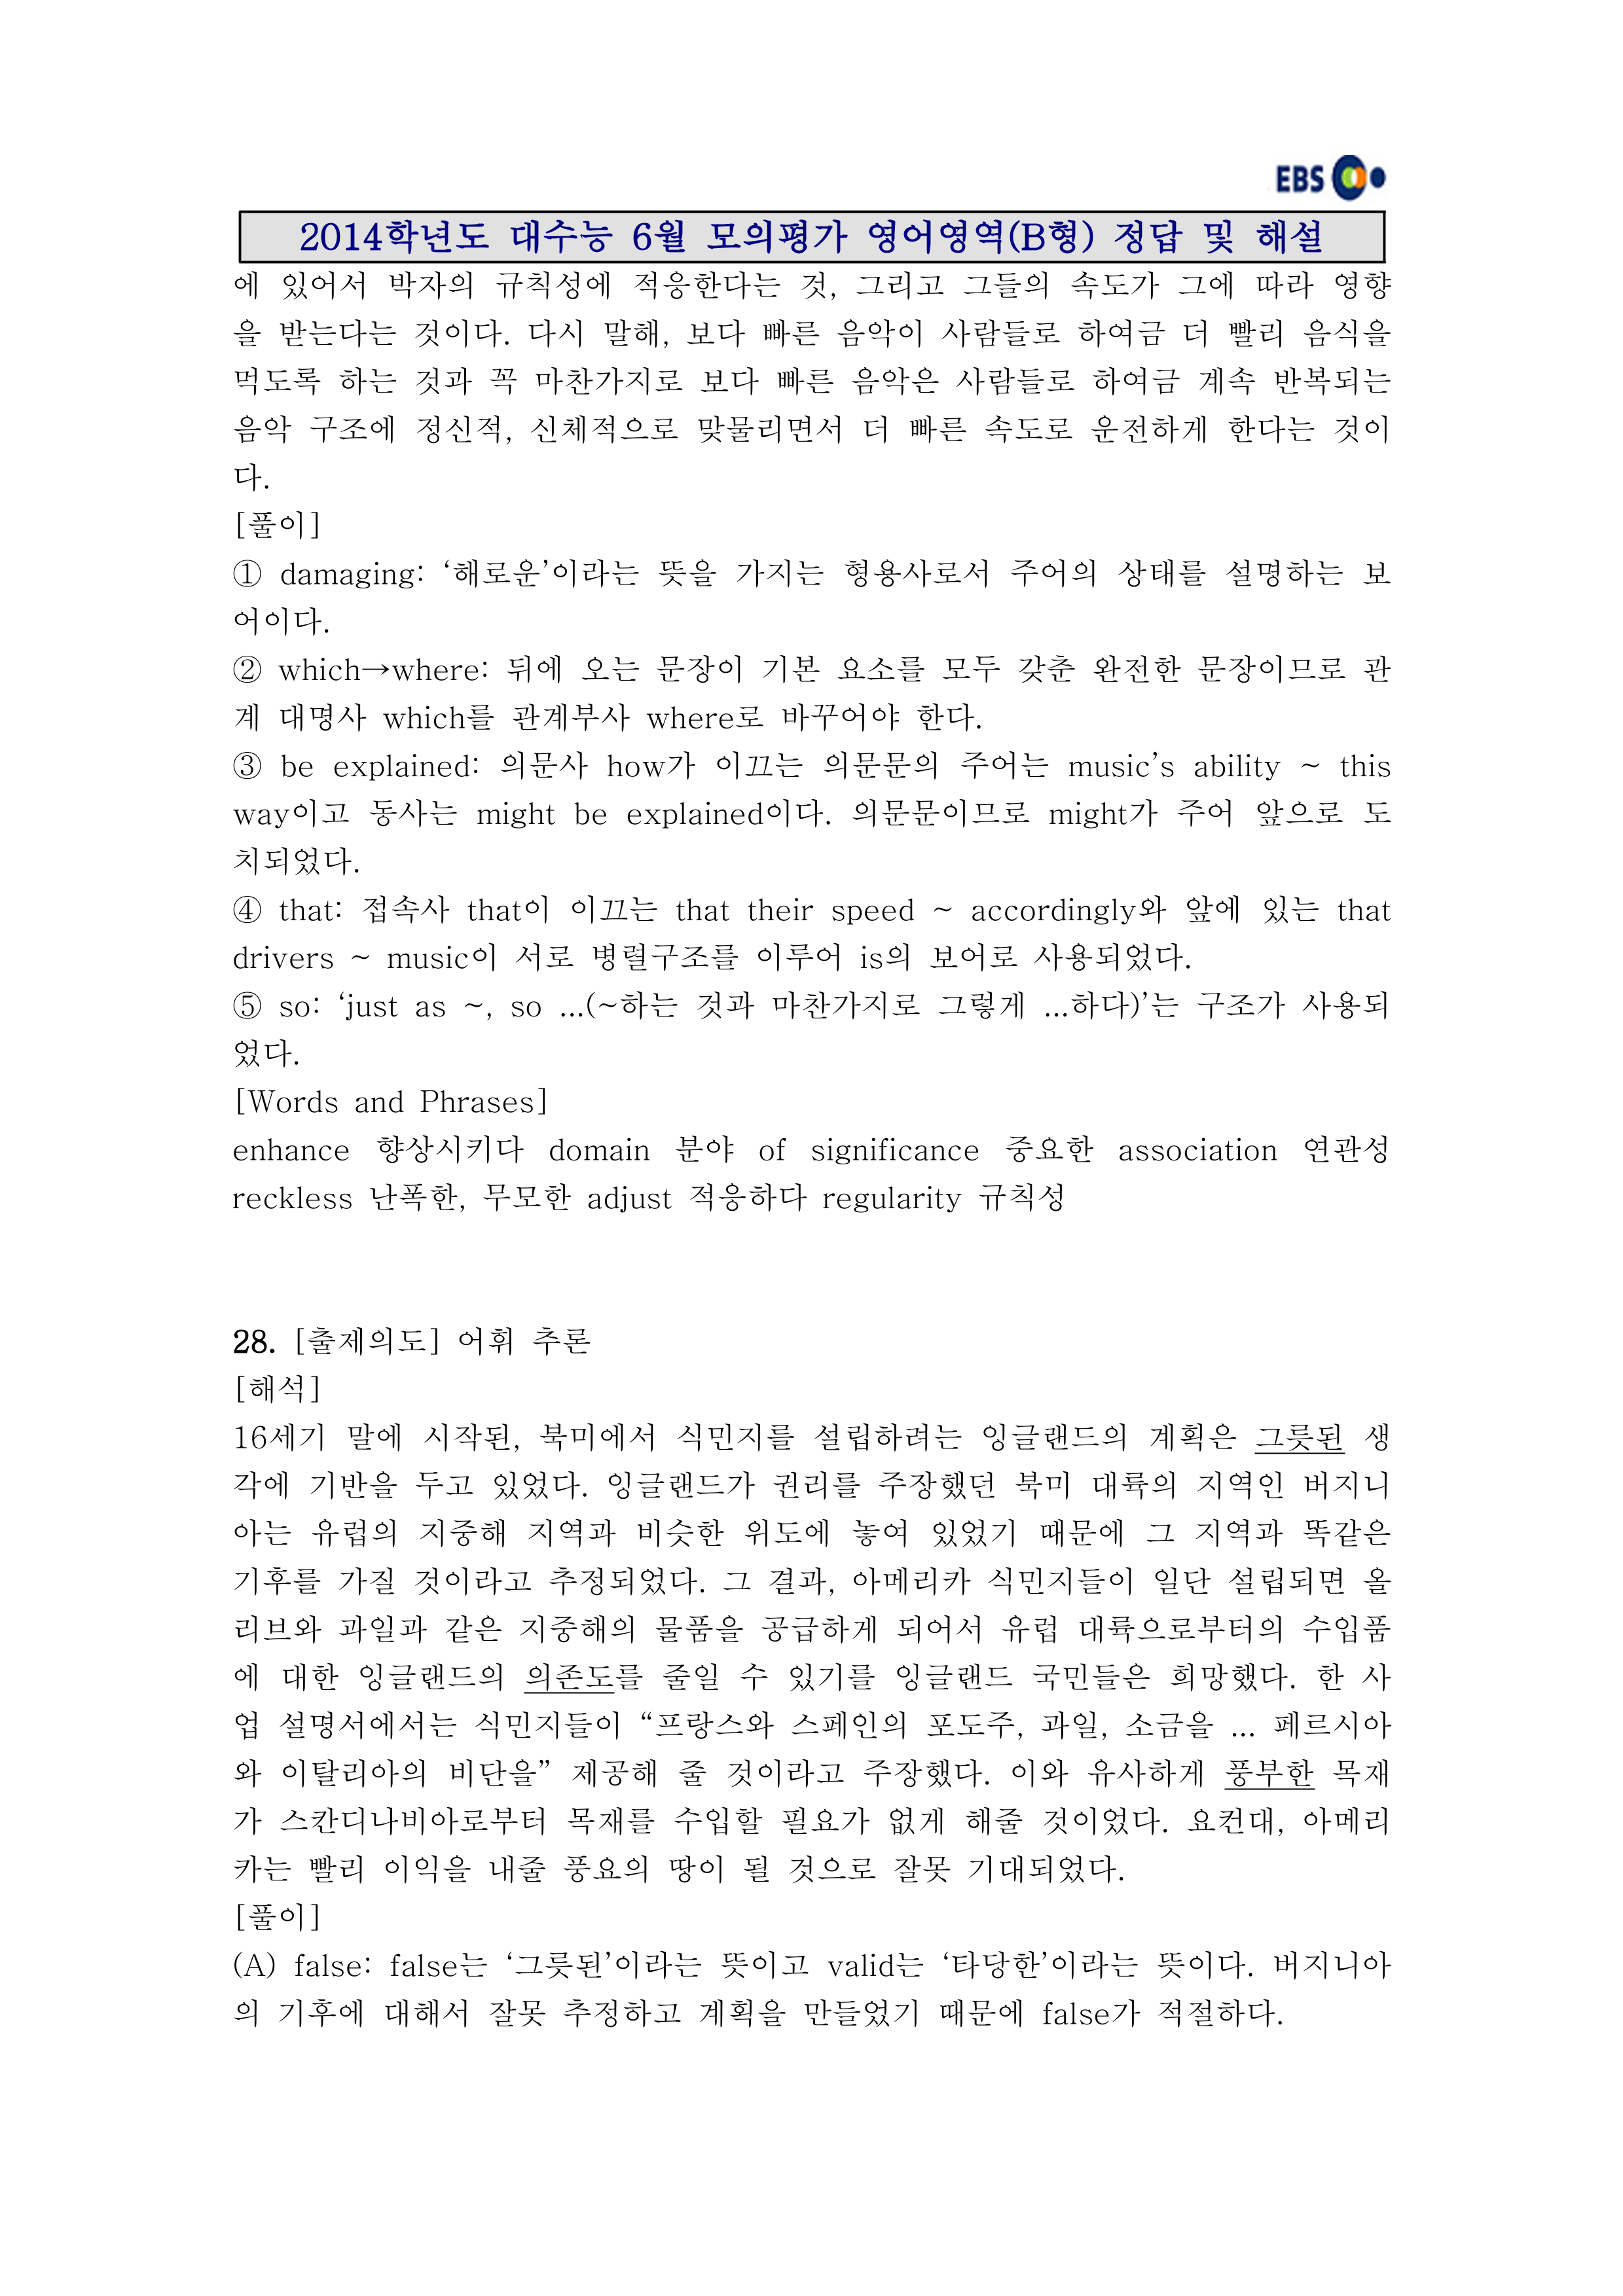 EBS
2014학년도 대수능 6월 모의평가 영어영역(B형) 정답 및 해설
에 있어서 박자의 규칙성에 적응한다는 것, 그리고 그들의 속도가 그에 따라 영향
을 받는다는 것이다. 다시 말해, 보다 빠른 음악이 사람들로 하여금 더 빨리 음식을
먹도록 하는 것과 꼭 마찬가지로 보다 빠른 음악은 사람들로 하여금 계속 반복되는
음악 구조에 정신적, 신체적으로 맞물리면서 더 빠른 속도로 운전하게 한다는 것이
다.
[풀이]
① damaging: ‘해로운’이라는 뜻을 가지는 형용사로서 주어의 상태를 설명하는 보
어이다.
② which→where: 뒤에 오는 문장이 기본 요소를 모두 갖춘 완전한 문장이므로 관
계 대명사 which를 관계부사 where로 바꾸어야 한다.
③ be explained: 의문사 how가 이끄는 의문문의 주어는 music’s ability ~ this
way이고 동사는 might be explained이다. 의문문이므로 might가 주어 앞으로 도
치되었다.
④ that: 접속사 that이 이끄는 that their speed ~ accordingly와 앞에 있는 that
drivers ~ music이 서로 병렬구조를 이루어 is의 보어로 사용되었다.
⑤ so: ‘just as ~, so ...(~하는 것과 마찬가지로 그렇게 ...하다)’는 구조가 사용되
었다.
[Words and Phrases]
enhance 향상시키다 domain 분야 of significance 중요한 association 연관성
reckless 난폭한, 무모한 adjust 적응하다 regularity 규칙성
28. [출제의도] 어휘 추론
[해석]
16세기 말에 시작된, 북미에서 식민지를 설립하려는 잉글랜드의 계획은 그릇된 생
각에 기반을 두고 있었다. 잉글랜드가 권리를 주장했던 북미 대륙의 지역인 버지니
아는 유럽의 지중해 지역과 비슷한 위도에 놓여 있었기 때문에 그 지역과 똑같은
기후를 가질 것이라고 추정되었다. 그 결과, 아메리카 식민지들이 일단 설립되면 올
리브와 과일과 같은 지중해의 물품을 공급하게 되어서 유럽 대륙으로부터의 수입품
에 대한 잉글랜드의 의존도를 줄일 수 있기를 잉글랜드 국민들은 희망했다. 한 사
업 설명서에서는 식민지들이 “프랑스와 스페인의 포도주, 과일, 소금을 ... 페르시아
와 이탈리아의 비단을” 제공해 줄 것이라고 주장했다. 이와 유사하게 풍부한 목재
가 스칸디나비아로부터 목재를 수입할 필요가 없게 해줄 것이었다. 요컨대, 아메리
카는 빨리 이익을 내줄 풍요의 땅이 될 것으로 잘못 기대되었다.
[풀이]
(A) false: false는 ‘그릇된’이라는 뜻이고 valid는 ‘타당한’이라는 뜻이다. 버지니아
의 기후에 대해서 잘못 추정하고 계획을 만들었기 때문에 false가 적절하다.